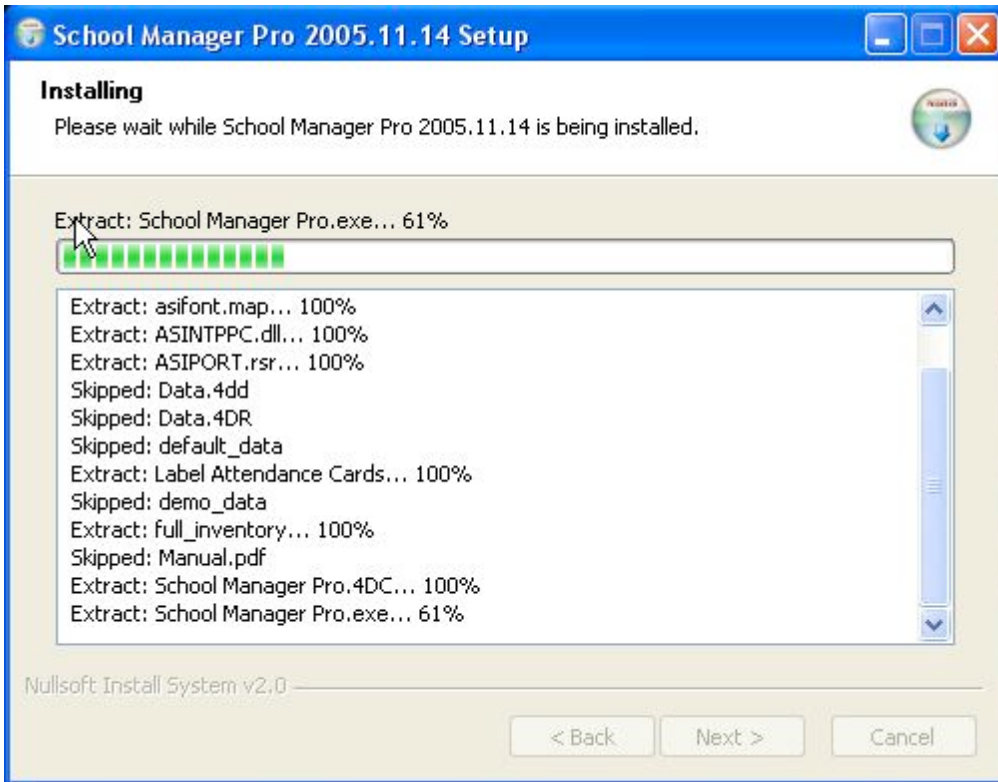 School Manager Pro 2005.11.14 Setup
Installing
Please wait while School Manager Pro 2005.11.14 is being installed.
Extract: School Manager Pro.exe... 61%
Extract: asifont.map... 100%
Extract: ASINTPPC.dll... 100%
Extract: ASIPORT.rsr... 100%
Skipped: Data.4dd
Skipped: Data.4DR
Skipped: default_data
Extract: Label Attendance Cards... 100%
Skipped: demo_data
Extract: full_inventory... 100%
Skipped: Manual.pdf
Extract: School Manager Pro.4DC... 100%
Extract: School Manager Pro.exe... 61%
Nullsoft Install System v2.0
< Back Next > Cancel